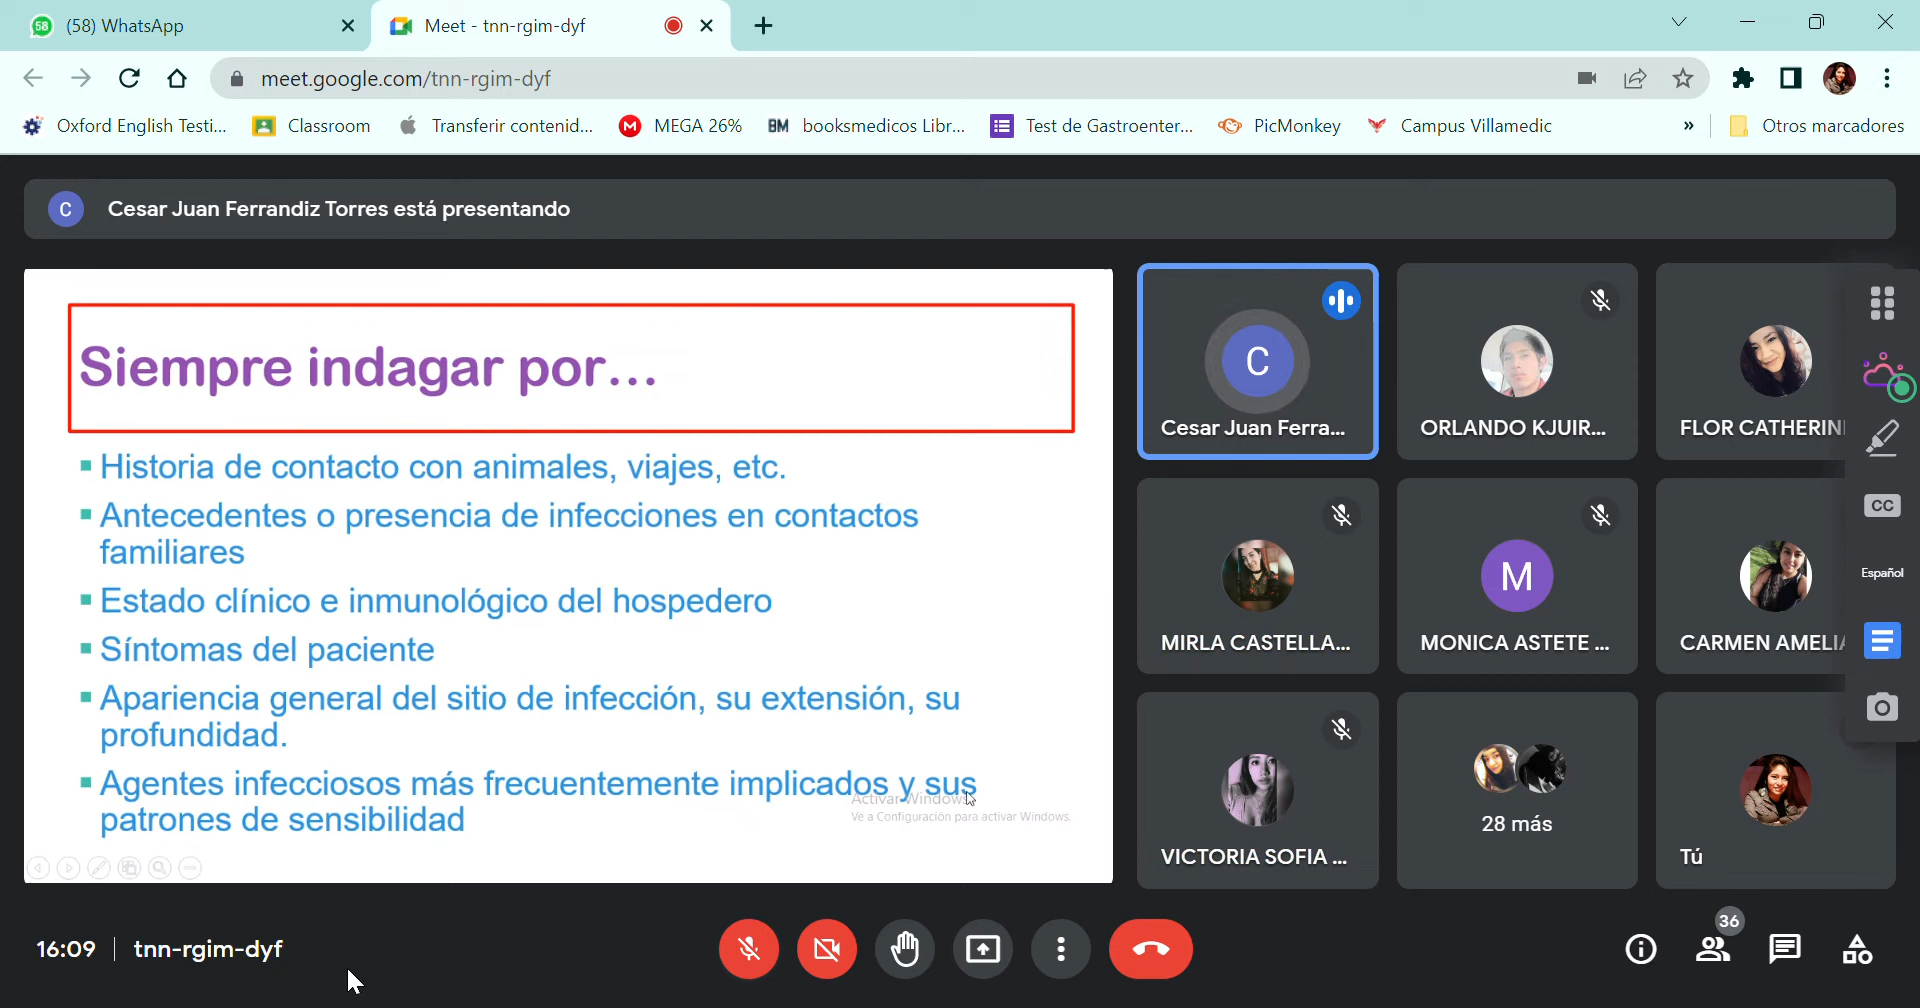 (58) WhatsApp
Meet - tnn-rgim-dyf
meet.google.com/tnn-rgim-dyf
Oxford English Testi...
Classroom
Transferir contenid...
MEGA 26%
BM booksmedicos Libr...
Test de Gastroenter...
PicMonkey
Campus Villamedic
»
Otros marcadores
C
Cesar Juan Ferrandiz Torres está presentando
Siempre indagar por...
Historia de contacto con animales, viajes, etc.
Antecedentes o presencia de infecciones en contactos
familiares
Estado clínico e inmunológico del hospedero
Síntomas del paciente
Apariencia general del sitio de infección, su extensión, su
profundidad.
Agentes infecciosos más frecuentemente implicados y sus
patrones de sensibilidad
Activar Windows
Ve a Configuración para activar Windows.
C
Cesar Juan Ferra...
ORLANDO KJUIR...
FLOR CATHERIN
MIRLA CASTELLA...
M
MONICA ASTETE ...
CARMEN AMELIA
VICTORIA SOFIA ...
28 más
Tú
CC
Español
16:09
tnn-rgim-dyf
36